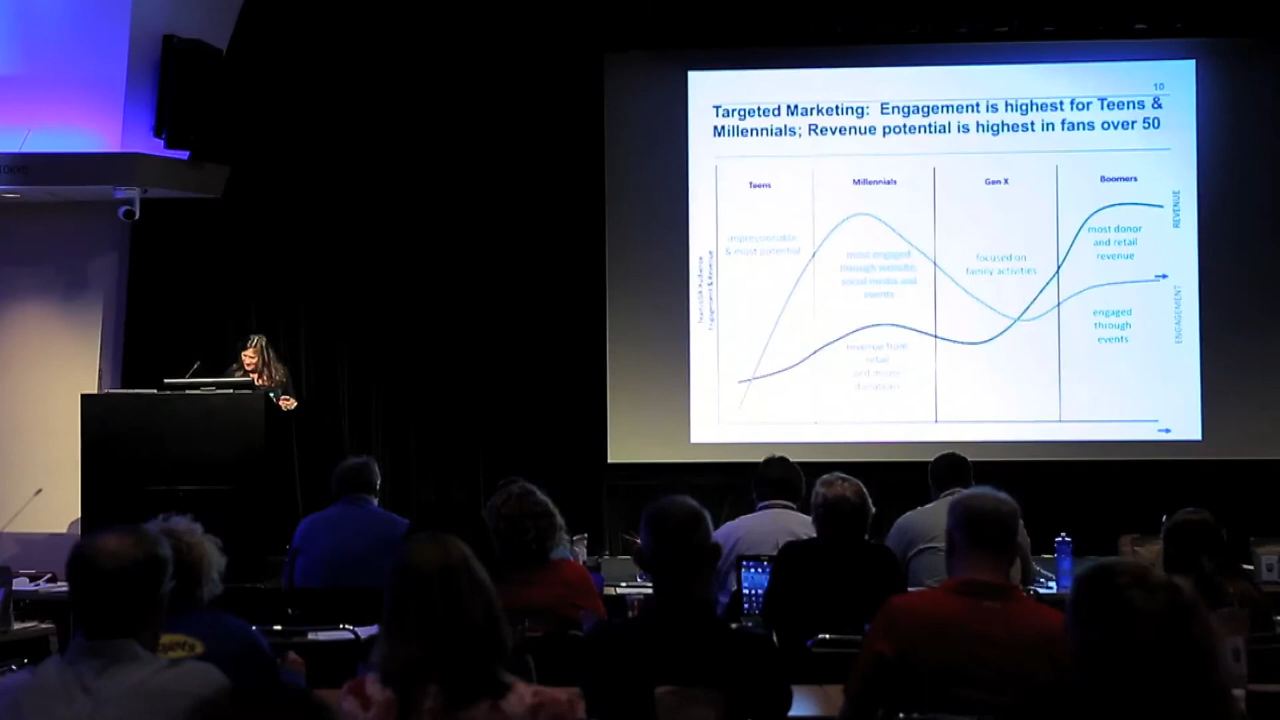 10
Targeted Marketing: Engagement is highest for Teens &
Millennials; Revenue potential is highest in fans over 50
Teens
Millennials
Gen X
Boomers
REVENUE
impressionable
& most potential
most engaged
through website,
social media and
events
focused on
family activities
most donor
and retail
revenue
Engagement & Revenue
ENGAGEMENT
engaged
through
events
revenue from
retail
and donations